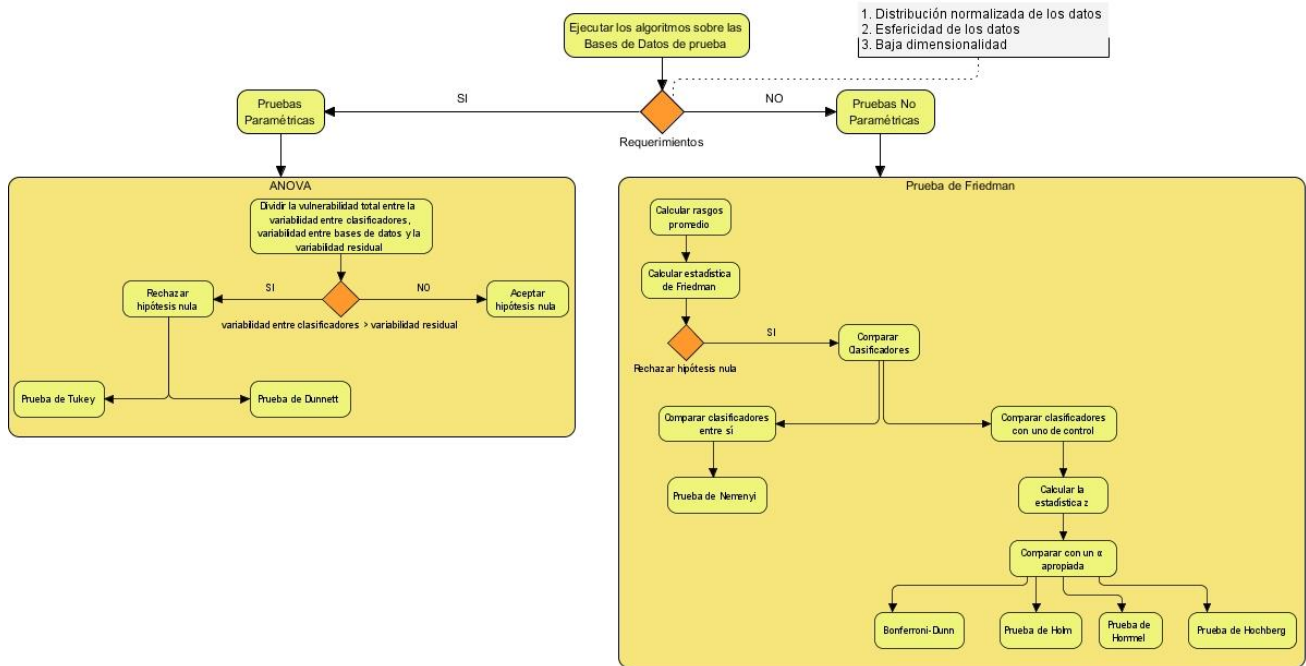 Ejecutar los algoritmos sobre las
Bases de Datos de prueba
1. Distribución normalizada de los datos
2. Esfericidad de los datos
3. Baja dimensionalidad
SI
NO
Requerimientos
Pruebas
Paramétricas
Pruebas No
Paramétricas
ANOVA
Dividir la vulnerabilidad total entre la
variabilidad entre clasificadores,
variabilidad entre bases de datos y la
variabilidad residual
SI
NO
Rechazar
hipótesis nula
Aceptar
hipótesis nula
variabilidad entre clasificadores > variabilidad residual
Prueba de Tukey
Prueba de Dunnett
Prueba de Friedman
Calcular rasgos
promedio
Calcular estadística
de Friedman
SI
Rechazar hipótesis nula
Comparar
Clasificadores
Comparar clasificadores
entre sí
Comparar clasificadores
con uno de control
Prueba de Nemenyi
Calcular la
estadística z
Comparar con un α
apropiada
Bonferroni-Dunn
Prueba de Holm
Prueba de
Hommel
Prueba de Hochberg